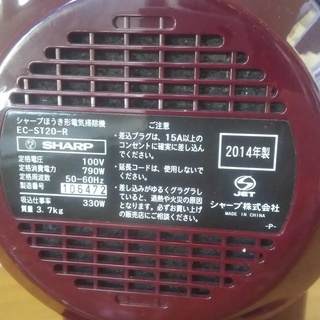 シャープほうき形電気掃除機
EC-ST20-R
SHARP
定格電圧 100V
定格消費電力 790W
定格周波数 50-60Hz
製造番号 106472
吸込仕事率 330W
質量 3.7kg
ご注意
差込プラグは、15A以上の
コンセントに確実に差し込ん
でください。
延長コードは、使用しないで
ください。
差し込みがゆるくグラグラし
ていると、過熱や火災の原因
となります。必ずお買い上げ
の販売店にご相談ください。
2014年製
S
JET
シャープ株式会社
MADE IN CHINA
-P-